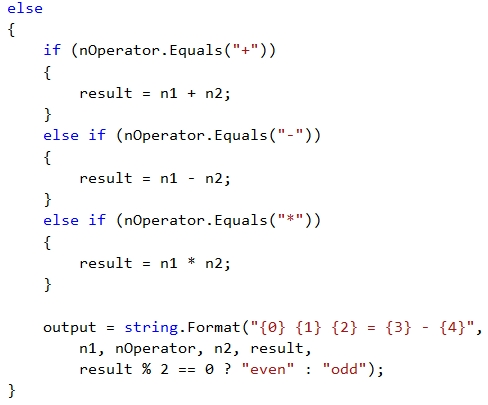 else
{
if (nOperator.Equals("+"))
{
result = n1 + n2;
}
else if (nOperator.Equals("-"))
{
result = n1 - n2;
}
else if (nOperator.Equals("*"))
{
result = n1 * n2;
}
output = string.Format("{0} {1} {2} = {3} - {4}",
n1, nOperator, n2, result,
result % 2 == 0 ? "even" : "odd");
}